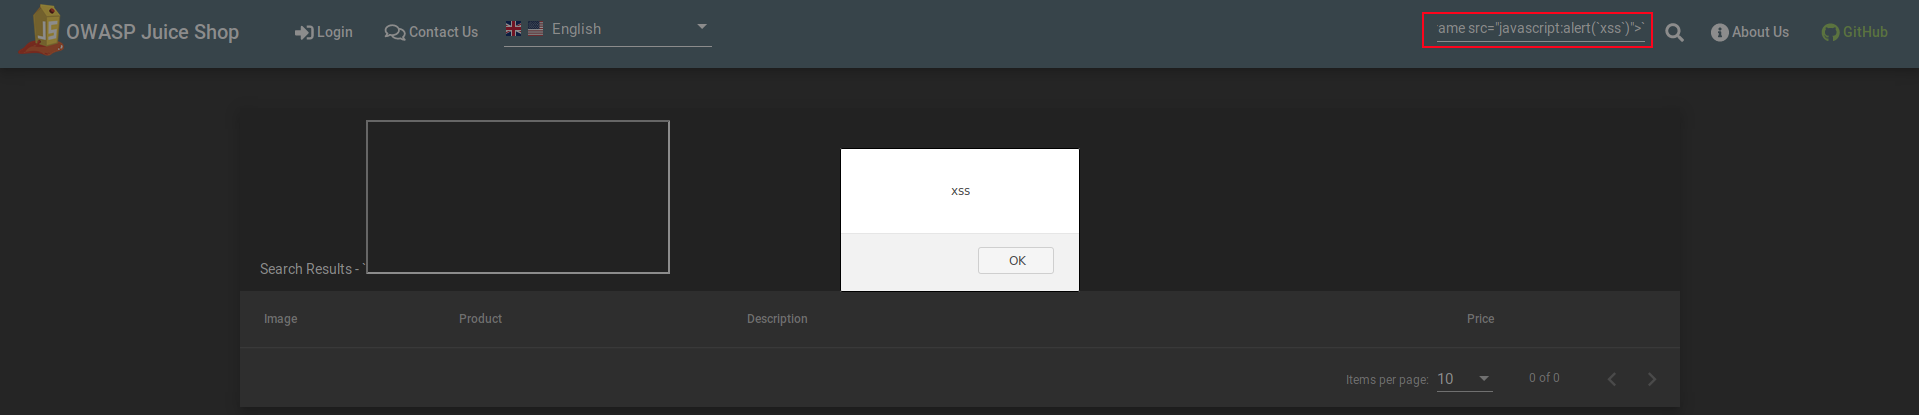 JS
OWASP Juice Shop
Login
Contact Us
English
ame src="javascript:alert(`xss`)">`
About Us
GitHub
xss
OK
Search Results - `
Image Product Description Price
Items per page: 10 0 of 0